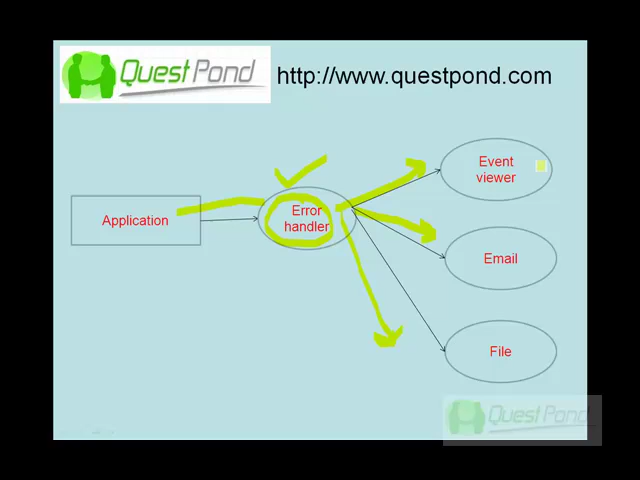 QuestPond
http://www.questpond.com
Event
viewer
Application
Error
handler
Email
File
QuestPond